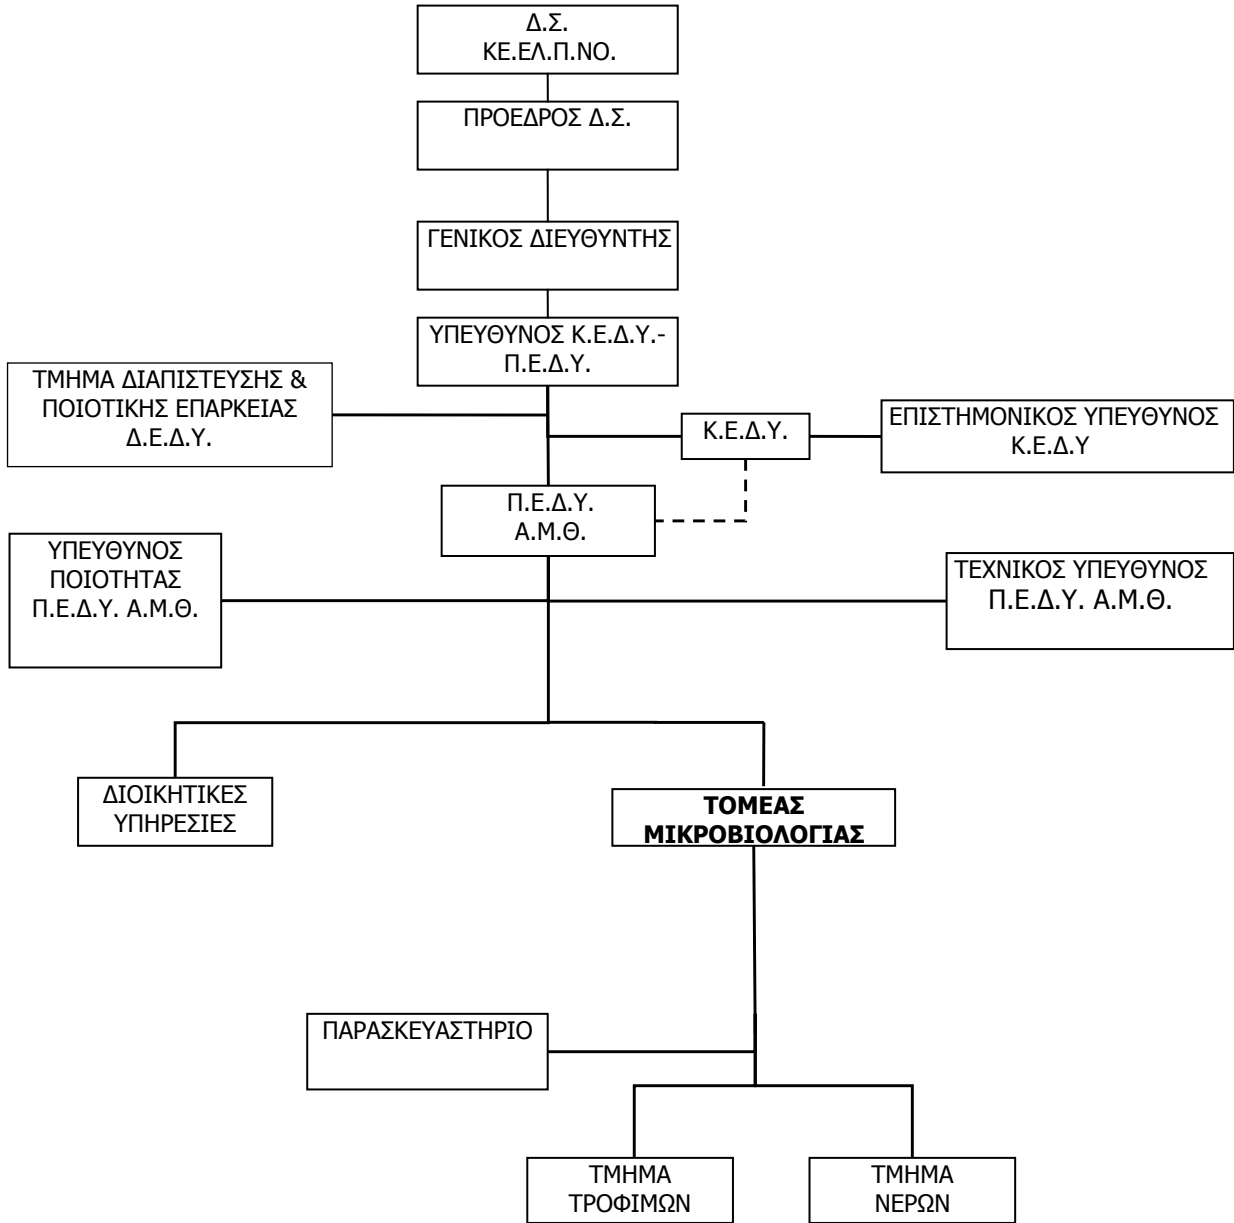 Δ.Σ.
ΚΕ.ΕΛ.Π.ΝΟ.
ΠΡΟΕΔΡΟΣ Δ.Σ.
ΓΕΝΙΚΟΣ ΔΙΕΥΘΥΝΤΗΣ
ΥΠΕΥΘΥΝΟΣ Κ.Ε.Δ.Υ.-
Π.Ε.Δ.Υ.
ΤΜΗΜΑ ΔΙΑΠΙΣΤΕΥΣΗΣ &
ΠΟΙΟΤΙΚΗΣ ΕΠΑΡΚΕΙΑΣ
Δ.Ε.Δ.Υ.
Κ.Ε.Δ.Υ.
ΕΠΙΣΤΗΜΟΝΙΚΟΣ ΥΠΕΥΘΥΝΟΣ
Κ.Ε.Δ.Υ
Π.Ε.Δ.Υ.
Α.Μ.Θ.
ΥΠΕΥΘΥΝΟΣ
ΠΟΙΟΤΗΤΑΣ
Π.Ε.Δ.Υ. Α.Μ.Θ.
ΤΕΧΝΙΚΟΣ ΥΠΕΥΘΥΝΟΣ
Π.Ε.Δ.Υ. Α.Μ.Θ.
ΔΙΟΙΚΗΤΙΚΕΣ
ΥΠΗΡΕΣΙΕΣ
ΤΟΜΕΑΣ
ΜΙΚΡΟΒΙΟΛΟΓΙΑΣ
ΠΑΡΑΣΚΕΥΑΣΤΗΡΙΟ
ΤΜΗΜΑ
ΤΡΟΦΙΜΩΝ
ΤΜΗΜΑ
ΝΕΡΩΝ